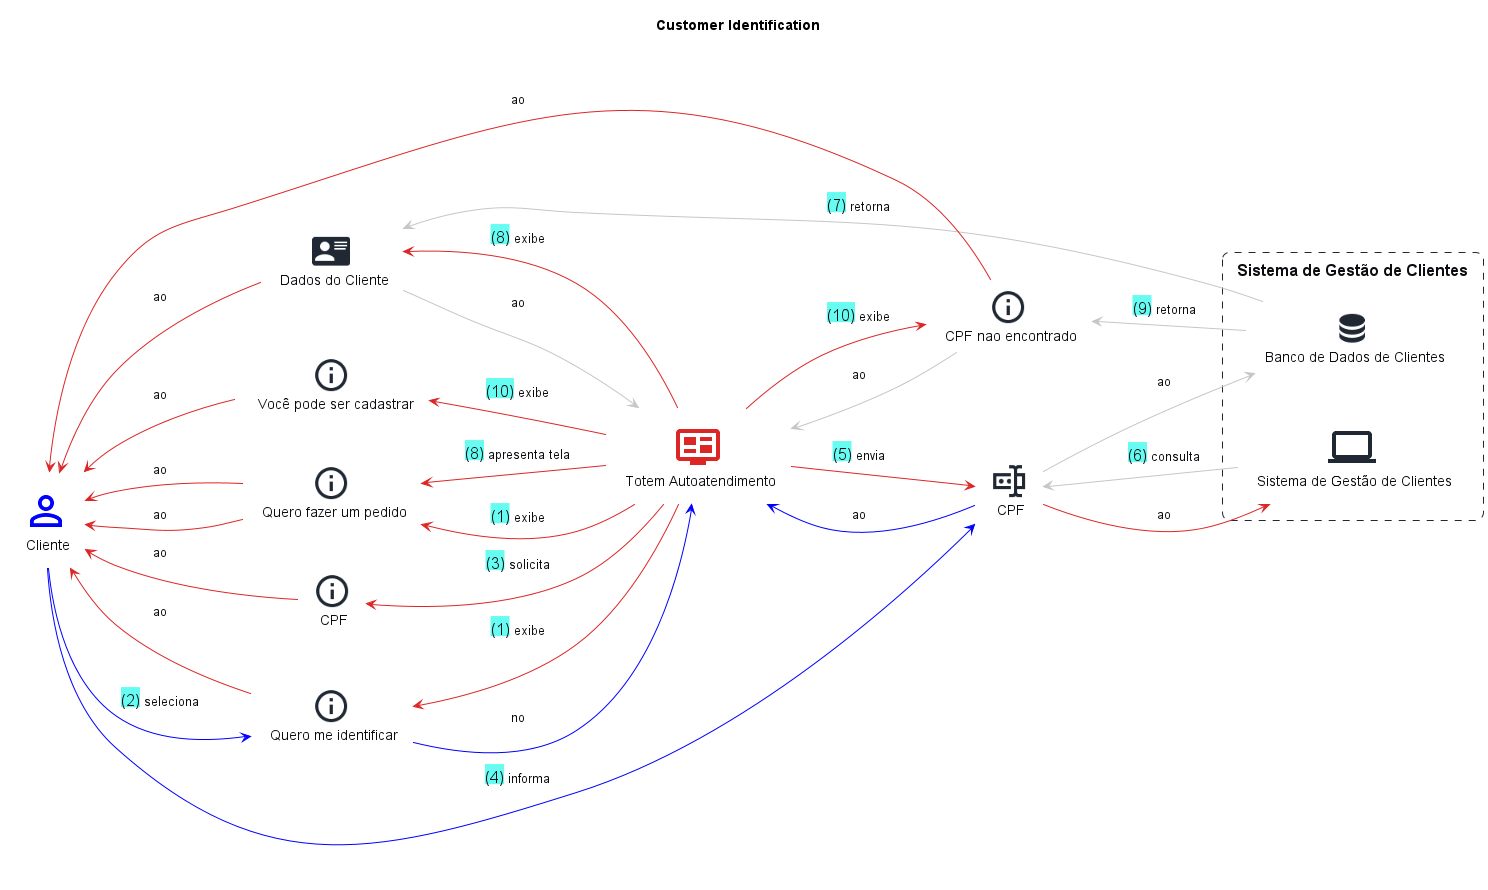 Customer Identification
ao
(7) retorna
(8) exibe
Sistema de Gestão de Clientes
Dados do Cliente
ao
ao
(10) exibe
(9) retorna
CPF nao encontrado
Banco de Dados de Clientes
ao
ao
(10) exibe
ao
Você pode ser cadastrar
(8) apresenta tela
(5) envia
(6) consulta
ao
Totem Autoatendimento
Sistema de Gestão de Clientes
Quero fazer um pedido
CPF
ao
(1) exibe
ao
ao
Cliente
ao
(3) solicita
CPF
ao
(1) exibe
(2) seleciona
no
Quero me identificar
(4) informa